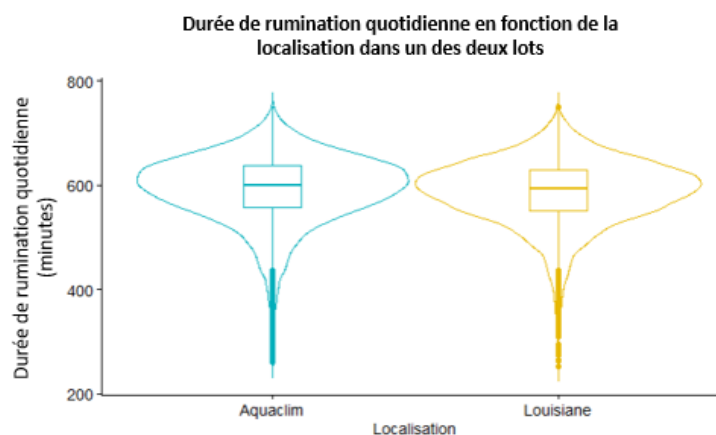 Durée de rumination quotidienne en fonction de la
localisation dans un des deux lots
Durée de rumination quotidienne
(minutes)
800
600
400
200
Aquaclim
Louisiane
Localisation